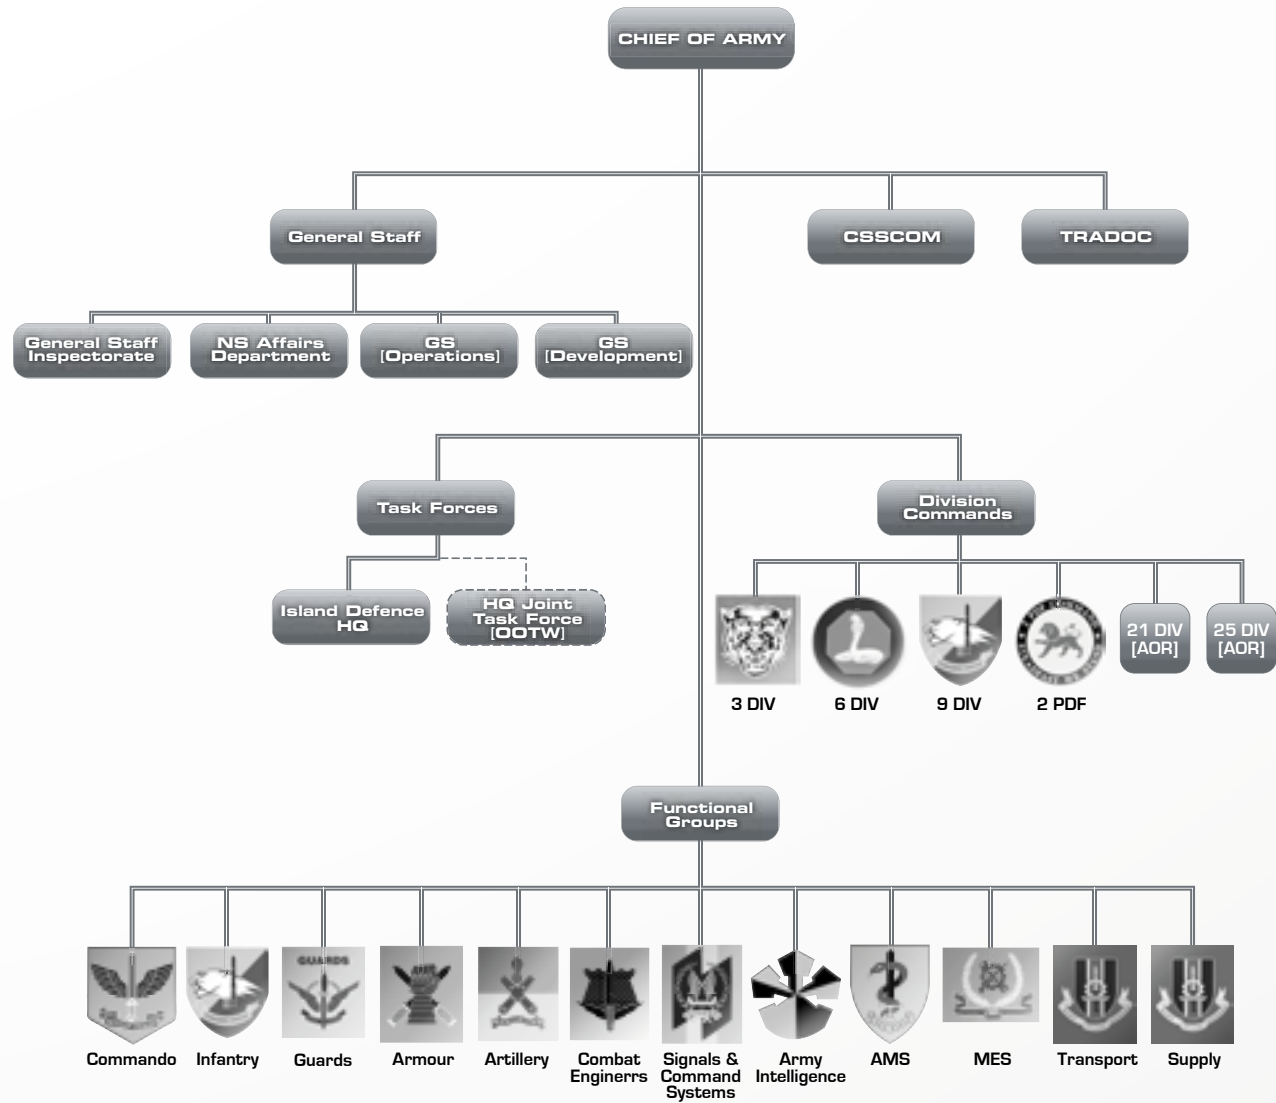 CHIEF OF ARMY
General Staff
CSSCOM
TRADOC
General Staff
Inspectorate
NS Affairs
Department
GS
[Operations]
GS
[Development]
Task Forces
Division
Commands
Island Defence
HQ
HQ Joint
Task Force
[OOTW]
21 DIV
[AOR]
25 DIV
[AOR]
3 DIV
6 DIV
9 DIV
2 PDF
Functional
Groups
GUARDS
Commando
Infantry
Guards
Armour
Artillery
Combat
Enginerrs
Signals &
Command
Systems
Army
Intelligence
AMS
MES
Transport
Supply